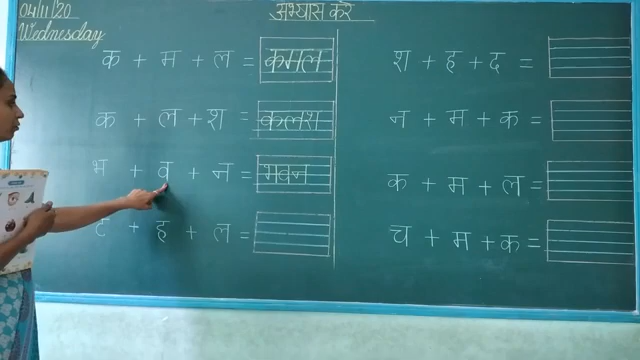 04/11/20
Wednesday
अभ्यास करे
क + म + ल = कमल
क + ल + श = कलश
भ + व + न = भवन
ट + ह + ल =
श + ह + द =
न + म + क =
क + म + ल =
च + म + क =